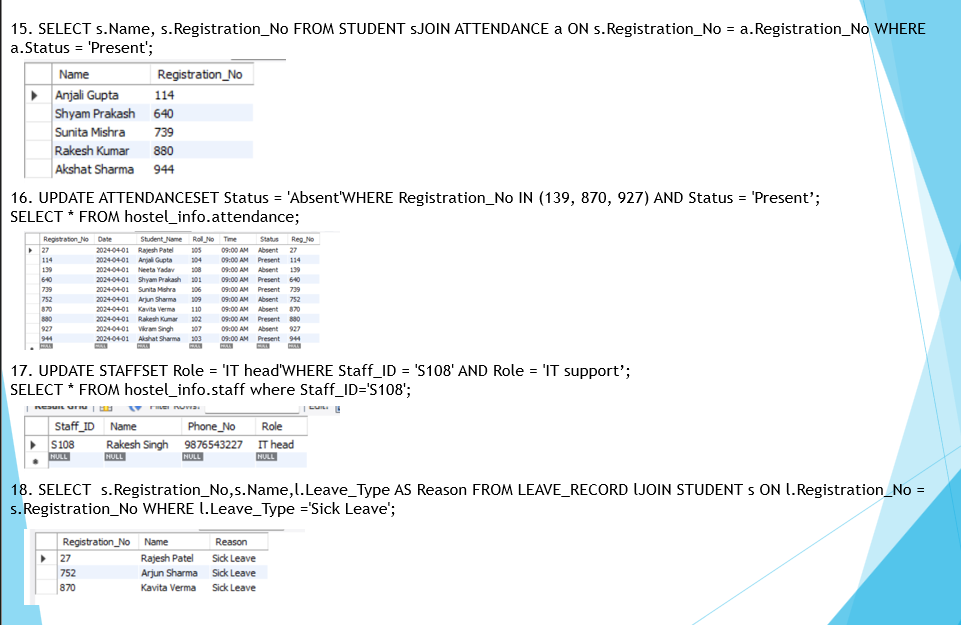 15. SELECT s.Name, s.Registration_No FROM STUDENT sJOIN ATTENDANCE a ON s.Registration_No = a.Registration_No WHERE
a.Status = 'Present';
Name Registration_No
Anjali Gupta 114
Shyam Prakash 640
Sunita Mishra 739
Rakesh Kumar 880
Akshat Sharma 944
16. UPDATE ATTENDANCESET Status = 'Absent'WHERE Registration_No IN (139, 870, 927) AND Status = 'Present’;
SELECT * FROM hostel_info.attendance;
Registration_No Date Student_Name Roll_No Time Status Reg_No
27 2024-04-01 Rajesh Patel 105 09:00 AM Absent 27
114 2024-04-01 Anjali Gupta 104 09:00 AM Present 114
139 2024-04-01 Neeta Yadav 108 09:00 AM Absent 139
640 2024-04-01 Shyam Prakash 101 09:00 AM Present 640
739 2024-04-01 Sunita Mishra 106 09:00 AM Present 739
752 2024-04-01 Arjun Sharma 109 09:00 AM Absent 752
870 2024-04-01 Kavita Verma 110 09:00 AM Absent 870
880 2024-04-01 Rakesh Kumar 102 09:00 AM Present 880
927 2024-04-01 Vikram Singh 107 09:00 AM Absent 927
944 2024-04-01 Akshat Sharma 103 09:00 AM Present 944
NULL NULL NULL NULL NULL NULL NULL
17. UPDATE STAFFSET Role = 'IT head'WHERE Staff_ID = 'S108' AND Role = 'IT support’;
SELECT * FROM hostel_info.staff where Staff_ID='S108';
Result Grid Filter Rows: Edit:
Staff_ID Name Phone_No Role
S108 Rakesh Singh 9876543227 IT head
NULL NULL NULL NULL
18. SELECT s.Registration_No,s.Name,l.Leave_Type AS Reason FROM LEAVE_RECORD lJOIN STUDENT s ON l.Registration_No =
s.Registration_No WHERE l.Leave_Type ='Sick Leave';
Registration_No Name Reason
27 Rajesh Patel Sick Leave
752 Arjun Sharma Sick Leave
870 Kavita Verma Sick Leave